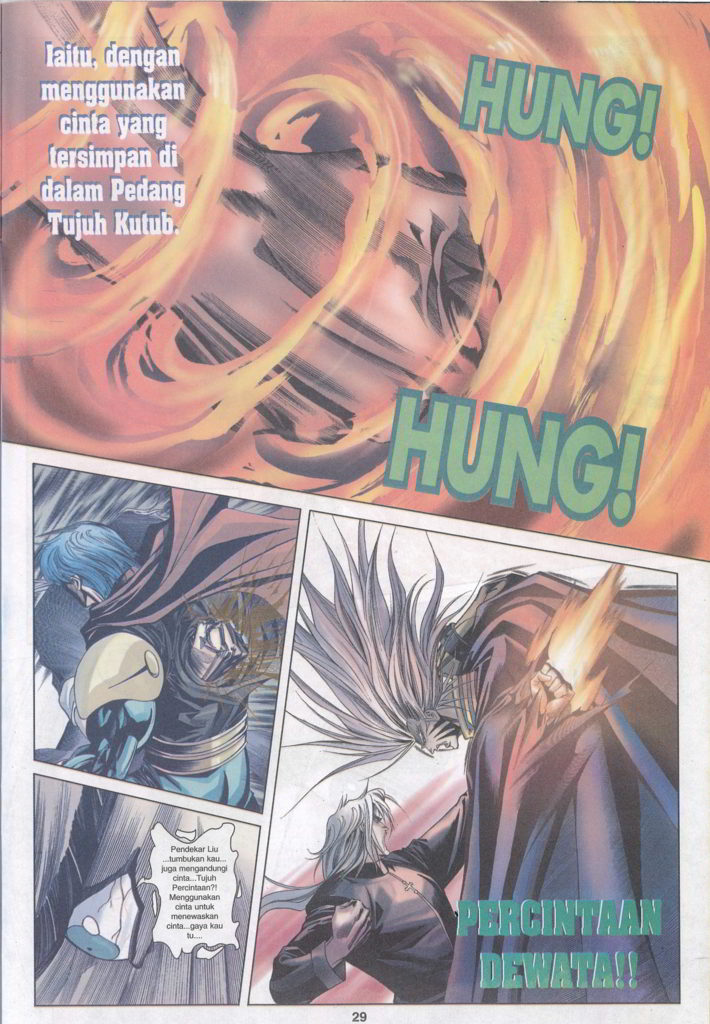 Iaitu, dengan
menggunakan
cinta yang
tersimpan di
dalam Pedang
Tujuh Kutub.
HUNG!
HUNG!
Pendekar Liu
...tumbukan kau...
juga mengandungi
cinta...Tujuh
Percintaan?!
Menggunakan
cinta untuk
menewaskan
cinta...gaya kau
tu....
PERCINTAAN
DEWATA!!
29